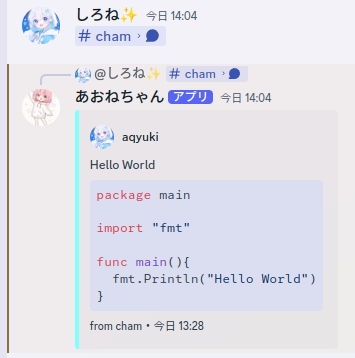 しろね✨ 今日 14:04
# cham ›
@しろね✨ # cham ›
あおねちゃん アプリ 今日 14:04
aqyuki
Hello World
package main
import "fmt"
func main(){
  fmt.Println("Hello World")
}
from cham • 今日 13:28